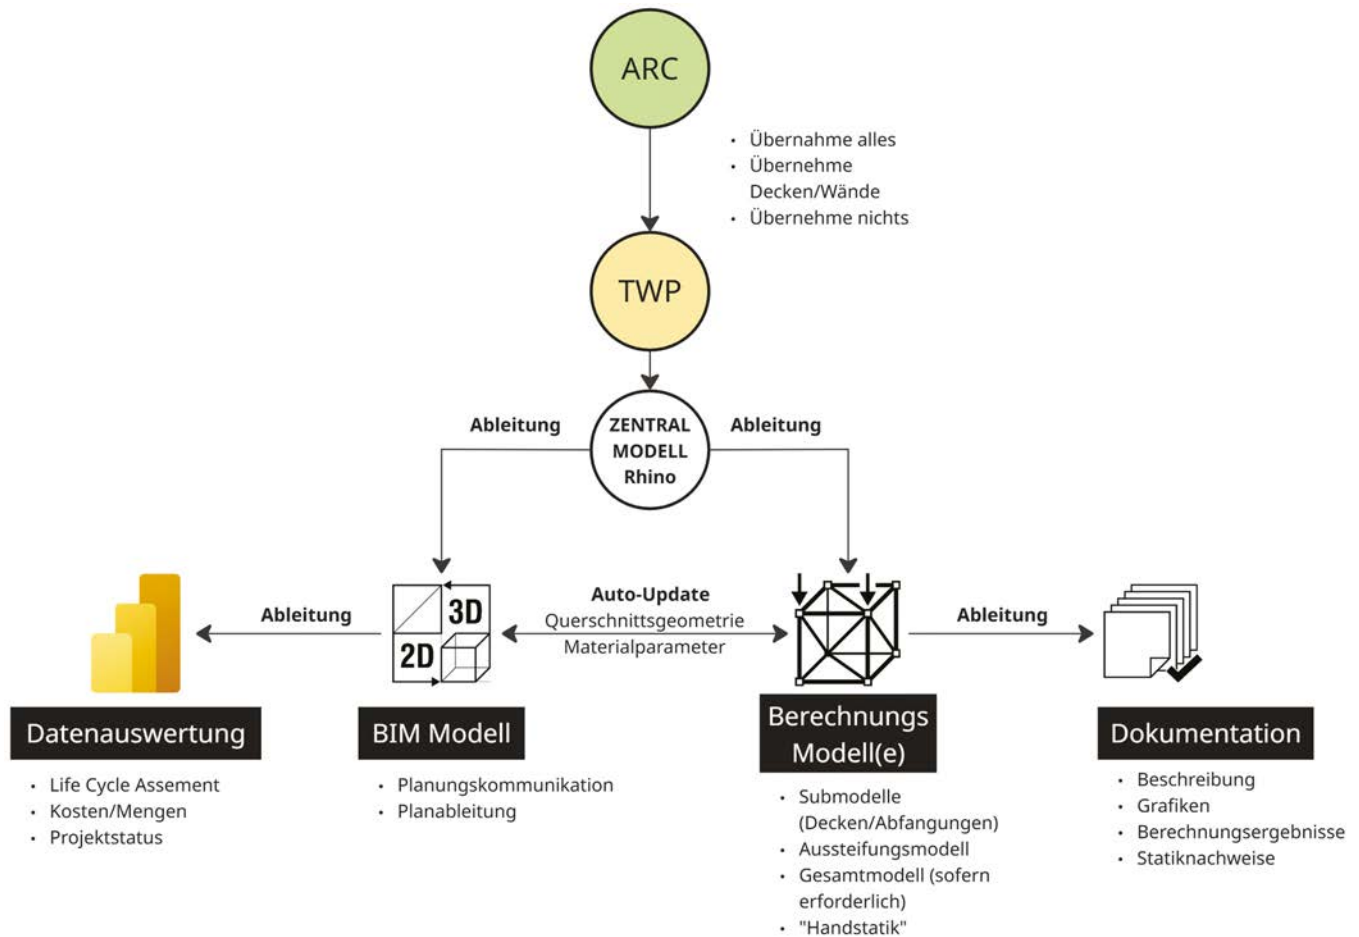 ARC
• Übernahme alles
• Übernehme
Decken/Wände
• Übernehme nichts
TWP
Ableitung
ZENTRAL
MODELL
Rhino
Ableitung
Ableitung
3D
2D
Auto-Update
Querschnittsgeometrie
Materialparameter
Ableitung
Datenauswertung
• Life Cycle Assement
• Kosten/Mengen
• Projektstatus
BIM Modell
• Planungskommunikation
• Planableitung
Berechnungs
Modell(e)
• Submodelle
(Decken/Abfangungen)
• Aussteifungsmodell
• Gesamtmodell (sofern
erforderlich)
• "Handstatik"
Dokumentation
• Beschreibung
• Grafiken
• Berechnungsergebnisse
• Statiknachweise